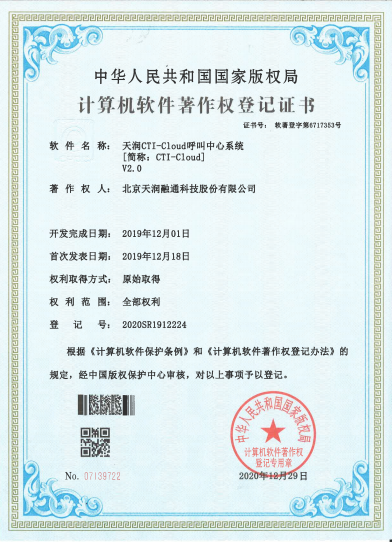 中华人民共和国国家版权局
计算机软件著作权登记证书
证书号： 软著登字第6717353号
软件名称： 天润CTI-Cloud呼叫中心系统
[简称：CTI-Cloud]
V2.0
著作权人： 北京天润融通科技股份有限公司
开发完成日期： 2019年12月01日
首次发表日期： 2019年12月18日
权利取得方式： 原始取得
权利范围： 全部权利
登记号： 2020SR1912224
根据《计算机软件保护条例》和《计算机软件著作权登记办法》的
规定，经中国版权保护中心审核，对以上事项予以登记。
中华人民共和国国家版权局
计算机软件著作权
登记专用章
No. 07139722
2020年12月29日